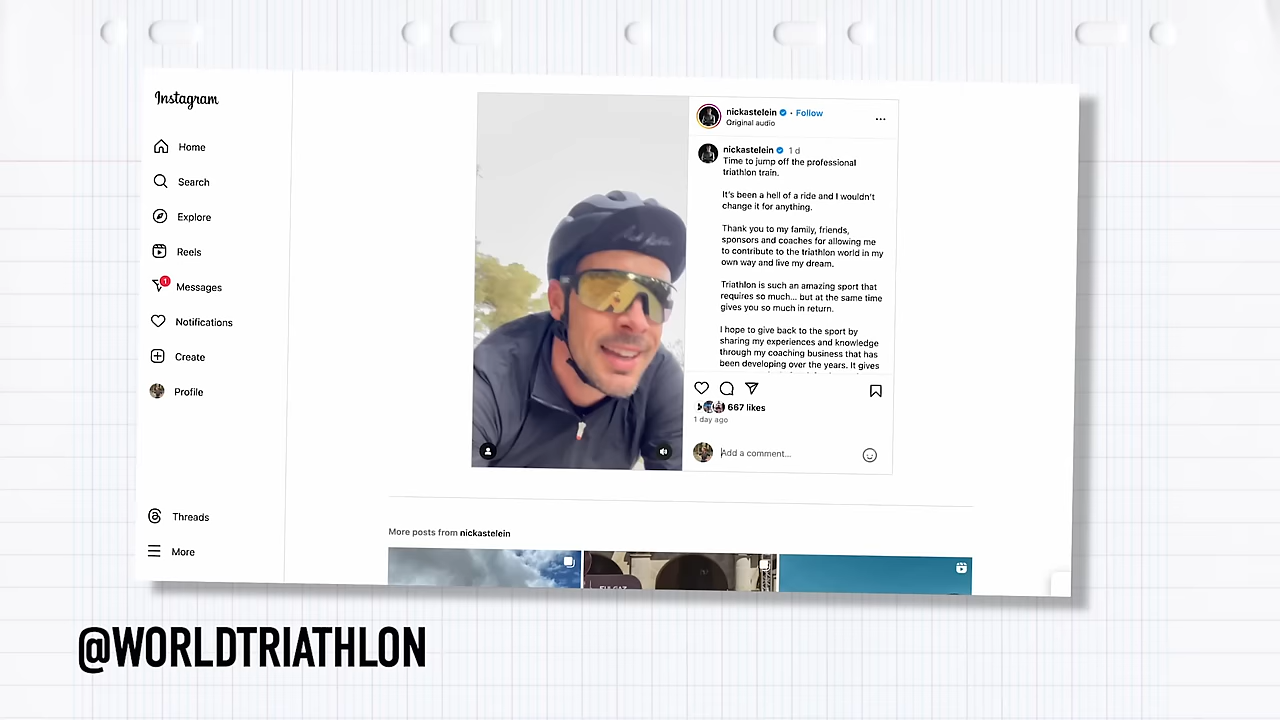 Instagram
Home
Search
Explore
Reels
1
Messages
Notifications
Create
Profile
Threads
More
nickastelein • Follow
Original audio
nickastelein 1 d
Time to jump off the professional
triathlon train.
It's been a hell of a ride and I wouldn't
change it for anything.
Thank you to my family, friends,
sponsors and coaches for allowing me
to contribute to the triathlon world in my
own way and live my dream.
Triathlon is such an amazing sport that
requires so much... but at the same time
gives you so much in return.
I hope to give back to the sport by
sharing my experiences and knowledge
through my coaching business that has
been developing over the years. It gives
667 likes
1 day ago
Add a comment...
More posts from nickastelein
@WORLDTRIATHLON